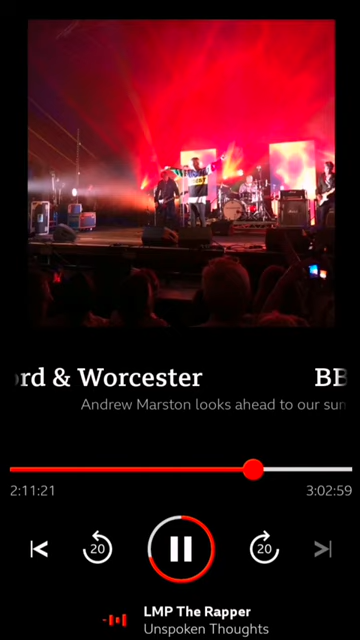 ord & Worcester BB
Andrew Marston looks ahead to our sun
2:11:21 3:02:59
20 20
LMP The Rapper
Unspoken Thoughts